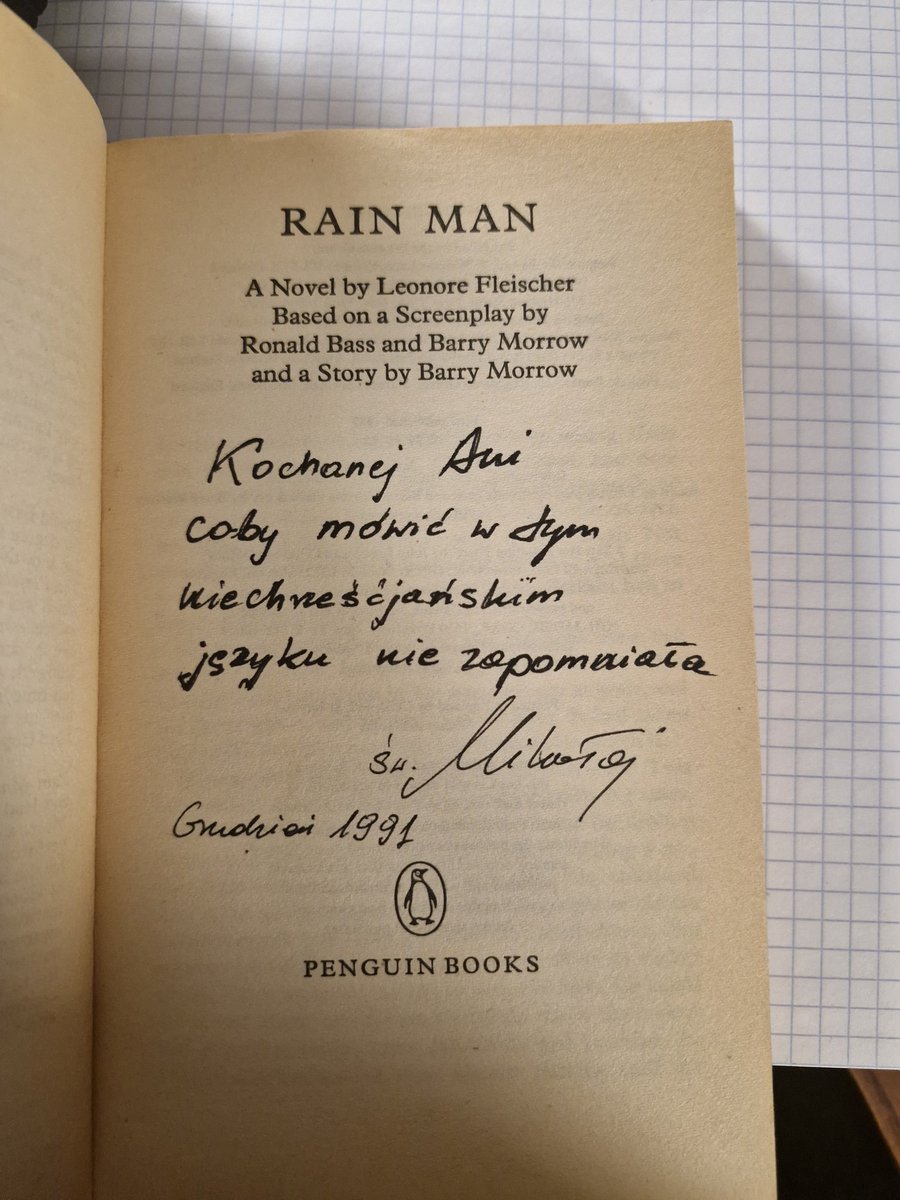 RAIN MAN
A Novel by Leonore Fleischer
Based on a Screenplay by
Ronald Bass and Barry Morrow
and a Story by Barry Morrow
Kochanej Ani
coby mówić w tym
niechrześcjańskim
języku nie zapomniała
św. Mikołaj
Grudzień 1991
PENGUIN BOOKS